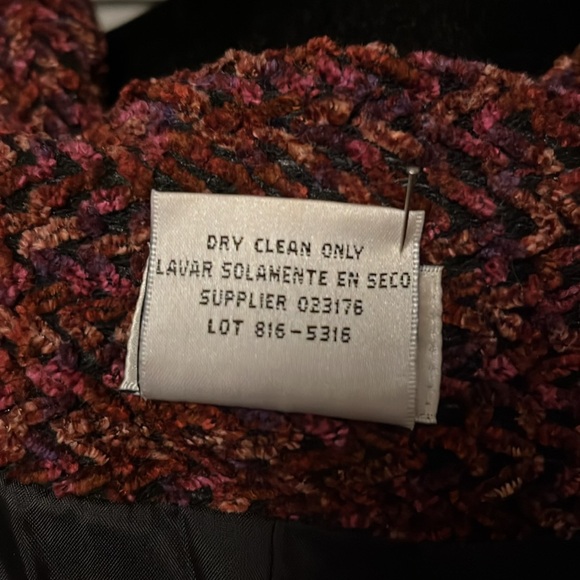 DRY CLEAN ONLY
LAVAR SOLAMENTE EN SECO
SUPPLIER 023176
LOT 816-5316